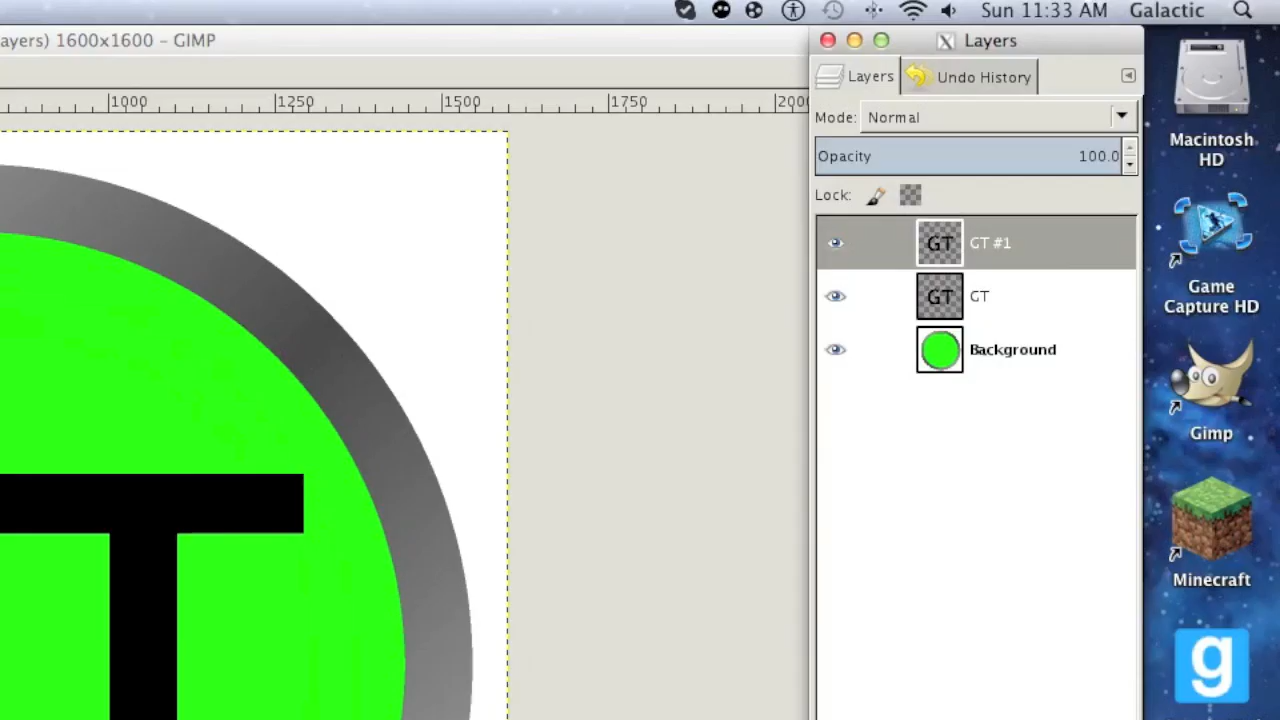 Sun 11:33 AM Galactic
ayers) 1600x1600 – GIMP
Layers
Layers
Undo History
1000
1250
1500
1750
200
Mode: Normal
Opacity 100.0
Lock:
GT GT #1
GT GT
Background
T
Macintosh
HD
Game
Capture HD
Gimp
Minecraft
g